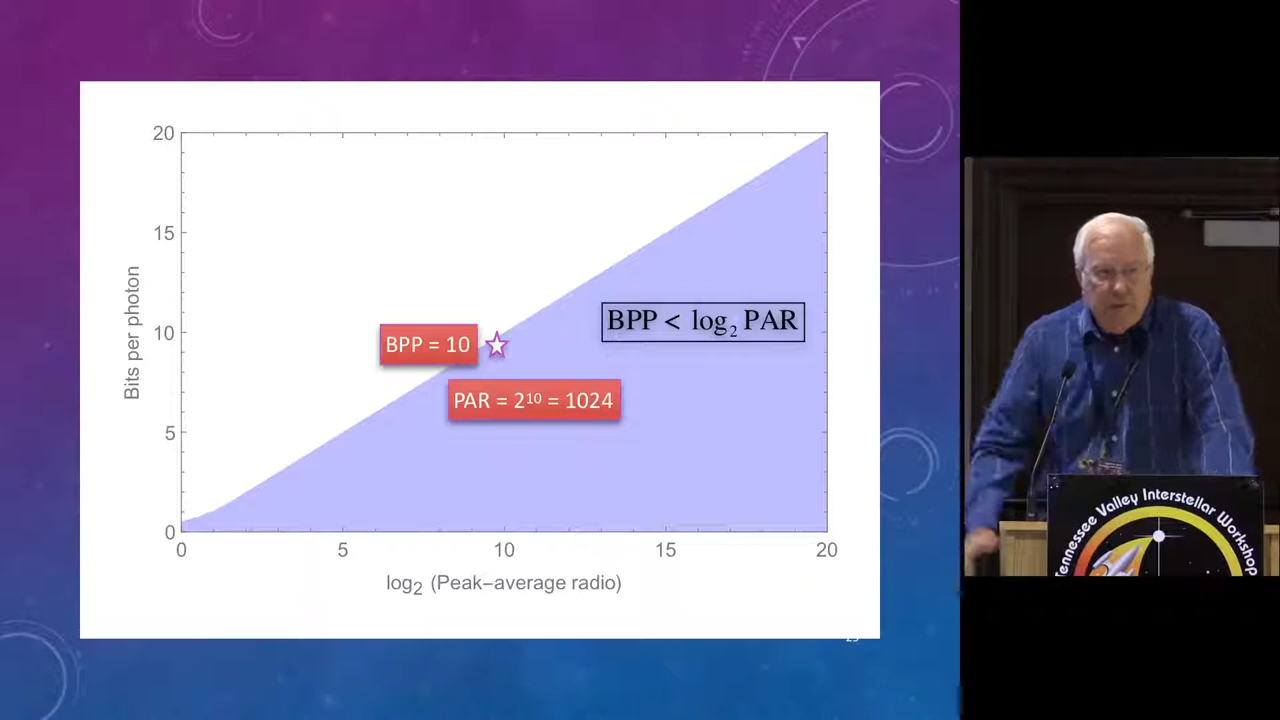 20
15
10
5
0
Bits per photon
BPP = 10
PAR = 2¹⁰ = 1024
BPP < log₂ PAR
0 5 10 15 20
log₂ (Peak–average radio)
Tennessee Valley Interstellar Workshop